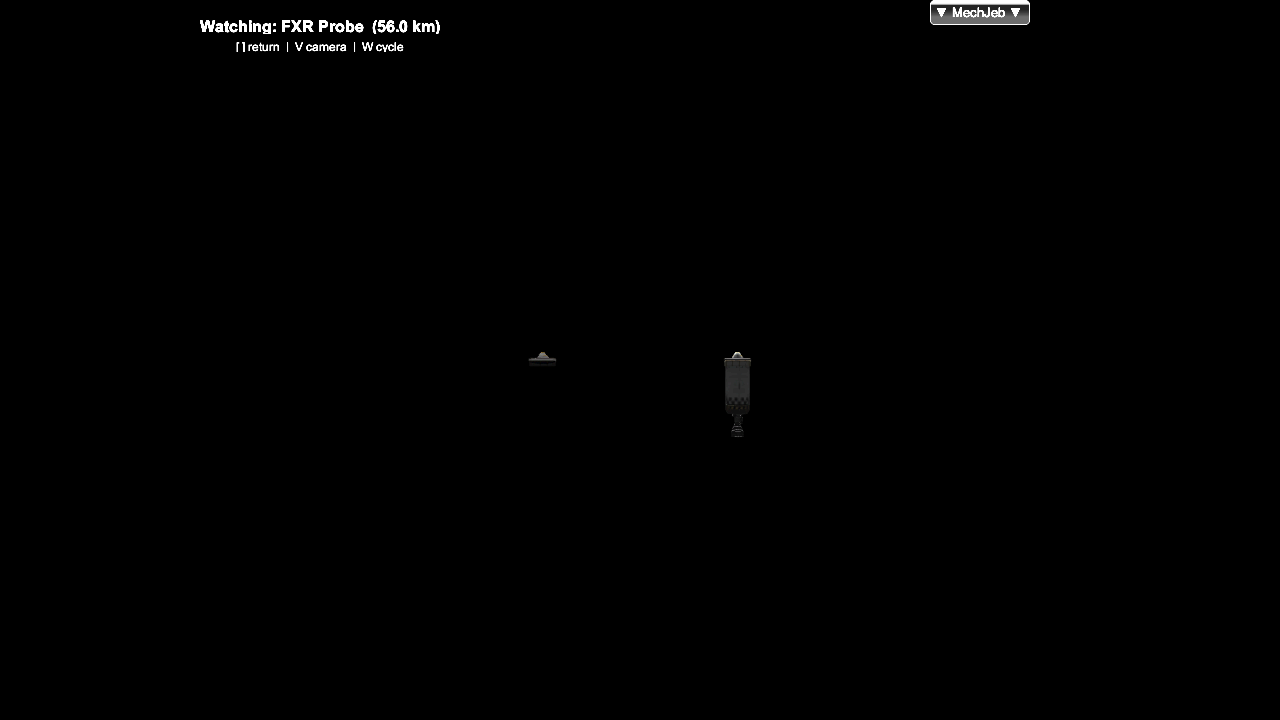 Watching: FXR Probe (56.0 km)
[ ] return | V camera | W cycle
▼ MechJeb ▼